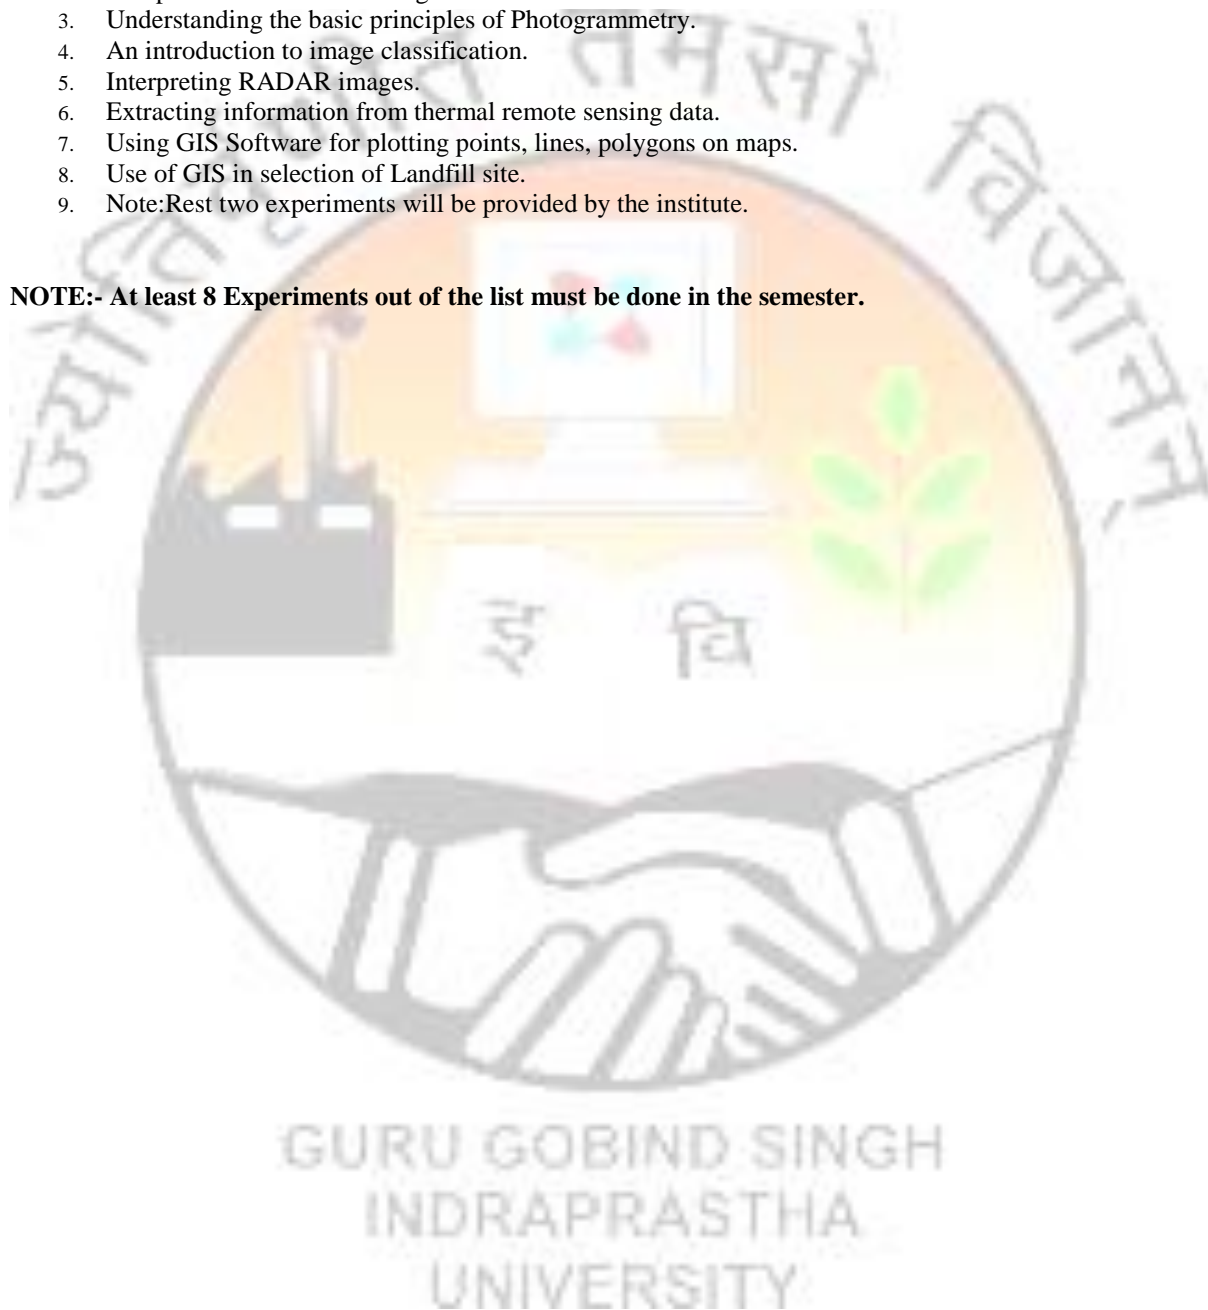 3. Understanding the basic principles of Photogrammetry.
4. An introduction to image classification.
5. Interpreting RADAR images.
6. Extracting information from thermal remote sensing data.
7. Using GIS Software for plotting points, lines, polygons on maps.
8. Use of GIS in selection of Landfill site.
9. Note:Rest two experiments will be provided by the institute.
NOTE:- At least 8 Experiments out of the list must be done in the semester.
ज्योतिर्वृणीत तमसो विजानन्
इं वि
GURU GOBIND SINGH
INDRAPRASTHA
UNIVERSITY